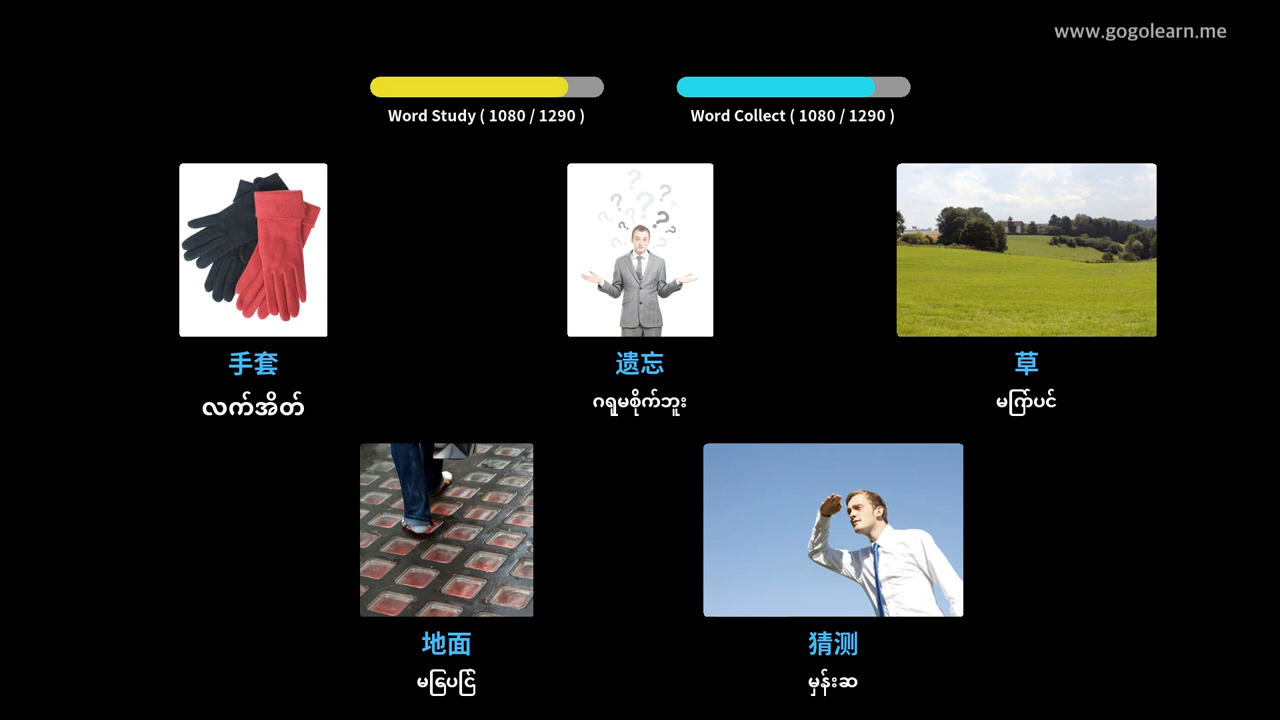 www.gogolearn.me
Word Study ( 1080 / 1290 )
Word Collect ( 1080 / 1290 )
手套
遗忘
草
လက်အိတ်
ဂရုမစိုက်ဘူး
မြက်ပင်
地面
猜测
မြေပြင်
မှန်းဆ